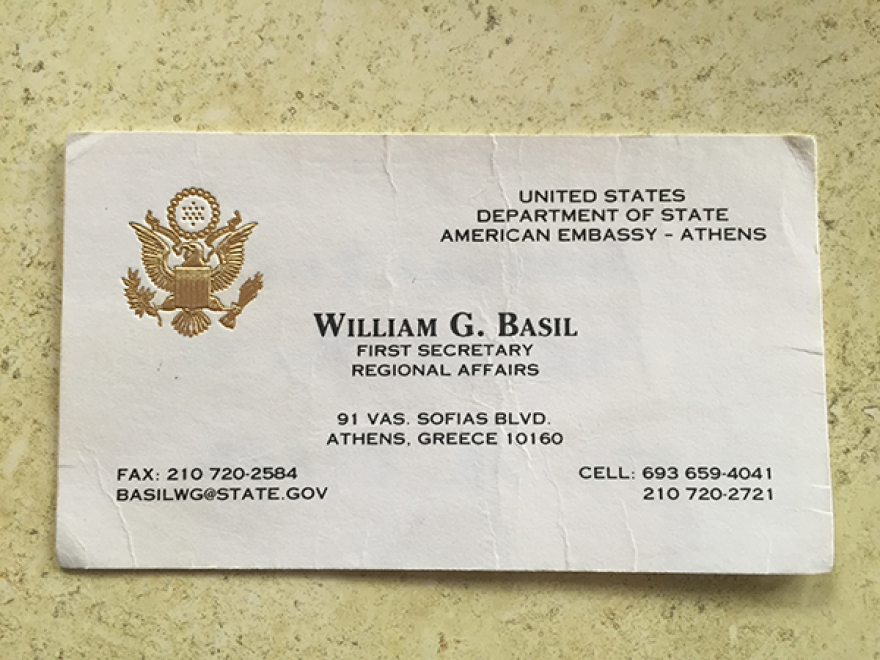 UNITED STATES
DEPARTMENT OF STATE
AMERICAN EMBASSY - ATHENS
WILLIAM G. BASIL
FIRST SECRETARY
REGIONAL AFFAIRS
91 VAS. SOFIAS BLVD.
ATHENS, GREECE 10160
FAX: 210 720-2584
BASILWG@STATE.GOV
CELL: 693 659-4041
210 720-2721